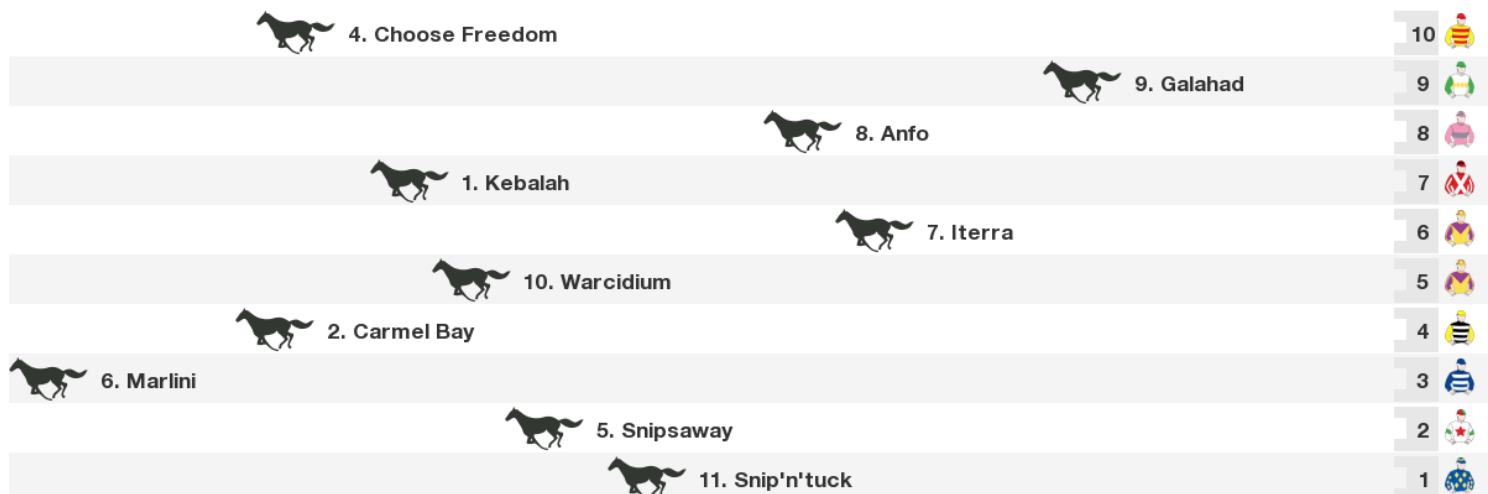 4. Choose Freedom 10
9. Galahad 9
8. Anfo 8
1. Kebalah 7
7. Iterra 6
10. Warcidium 5
2. Carmel Bay 4
6. Marlini 3
5. Snipsaway 2
11. Snip'n'tuck 1